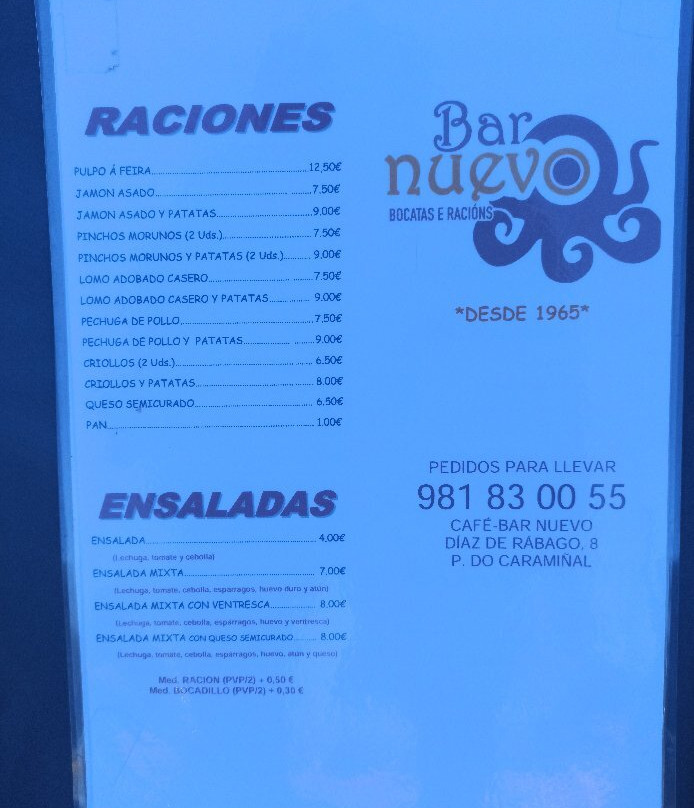 RACIONES
PULPO Á FEIRA 12,50€
JAMON ASADO 7.50€
JAMON ASADO Y PATATAS 9.00€
PINCHOS MORUNOS (2 Uds.) 7.50€
PINCHOS MORUNOS Y PATATAS (2 Uds.) 9.00€
LOMO ADOBADO CASERO 7.50€
LOMO ADOBADO CASERO Y PATATAS 9.00€
PECHUGA DE POLLO 7,50€
PECHUGA DE POLLO Y PATATAS 9.00€
CRIOLLOS (2 Uds.) 6.50€
CRIOLLOS Y PATATAS 8.00€
QUESO SEMICURADO 6,50€
PAN 1.00€
ENSALADAS
ENSALADA 4,00€
(Lechuga, tomate y cebolla)
ENSALADA MIXTA 7,00€
(Lechuga, tomate, cebolla, esparragos, huevo duro y atún)
ENSALADA MIXTA CON VENTRESCA 8.00€
(Lechuga, tomate, cebolla, espárragos, huevo y ventresca)
ENSALADA MIXTA CON QUESO SEMICURADO 8.00€
(Lechuga, tomate, cebolla, esparragos, huevo, atún y queso)
Med. RACION (PVP/2) + 0,50 €
Med. BOCADILLO (PVP/2) + 0,30 €
Bar
nuevo
BOCATAS E RACIÓNS
*DESDE 1965*
PEDIDOS PARA LLEVAR
981 83 00 55
CAFÉ-BAR NUEVO
DÍAZ DE RÁBAGO, 8
P. DO CARAMIÑAL